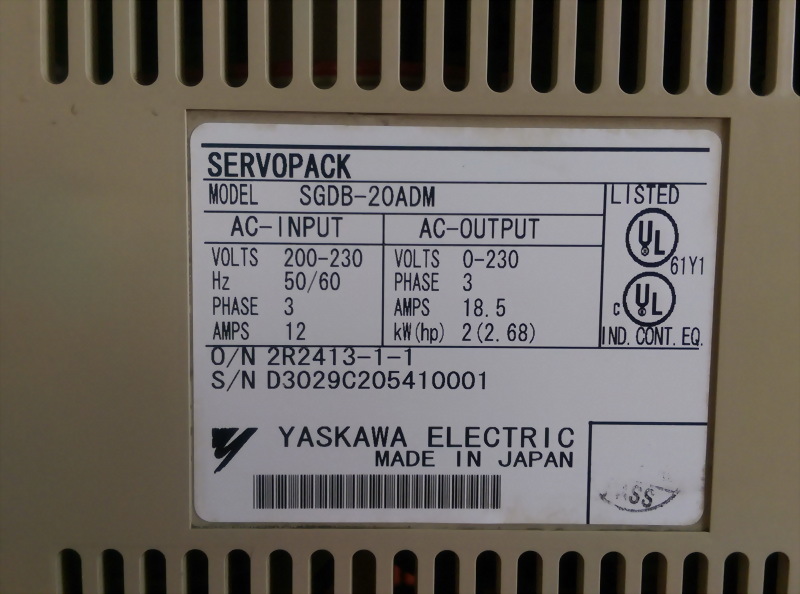 SERVOPACK
MODEL SGDB-20ADM
LISTED
AC-INPUT AC-OUTPUT
VOLTS 200-230 VOLTS 0-230
Hz 50/60 PHASE 3
PHASE 3 AMPS 18.5
AMPS 12 kW(hp) 2(2.68)
UL 61Y1
c UL
IND. CONT. EQ.
O/N 2R2413-1-1
S/N D3029C205410001
YASKAWA ELECTRIC
MADE IN JAPAN